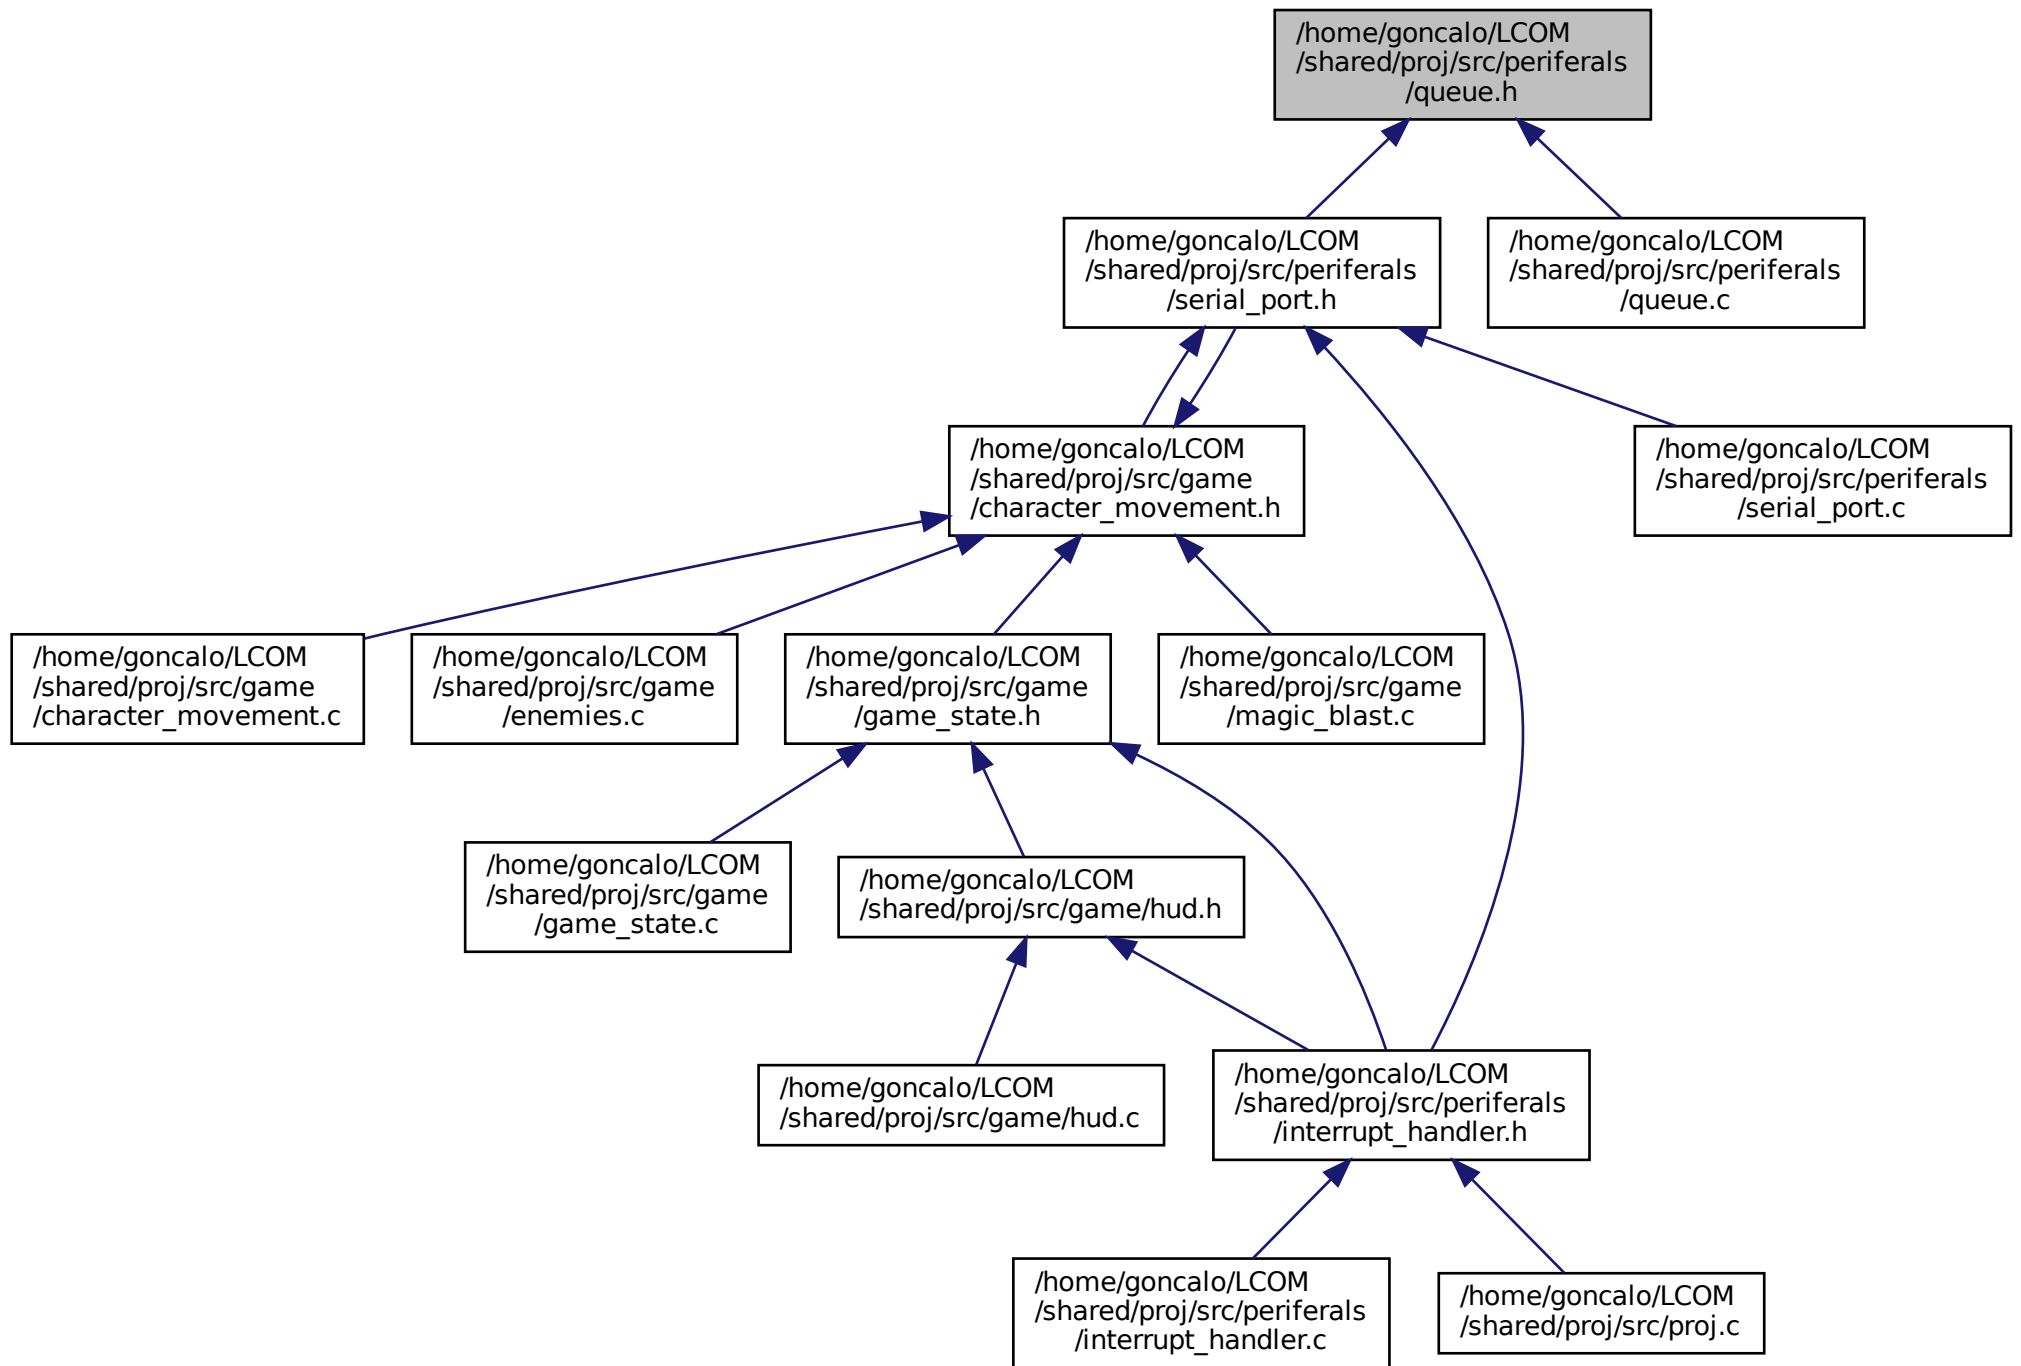 /home/goncalo/LCOM
/shared/proj/src/periferals
/queue.h
/home/goncalo/LCOM
/shared/proj/src/periferals
/serial_port.h
/home/goncalo/LCOM
/shared/proj/src/periferals
/queue.c
/home/goncalo/LCOM
/shared/proj/src/game
/character_movement.h
/home/goncalo/LCOM
/shared/proj/src/periferals
/serial_port.c
/home/goncalo/LCOM
/shared/proj/src/game
/character_movement.c
/home/goncalo/LCOM
/shared/proj/src/game
/enemies.c
/home/goncalo/LCOM
/shared/proj/src/game
/game_state.h
/home/goncalo/LCOM
/shared/proj/src/game
/magic_blast.c
/home/goncalo/LCOM
/shared/proj/src/game
/game_state.c
/home/goncalo/LCOM
/shared/proj/src/game/hud.h
/home/goncalo/LCOM
/shared/proj/src/game/hud.c
/home/goncalo/LCOM
/shared/proj/src/periferals
/interrupt_handler.h
/home/goncalo/LCOM
/shared/proj/src/periferals
/interrupt_handler.c
/home/goncalo/LCOM
/shared/proj/src/proj.c